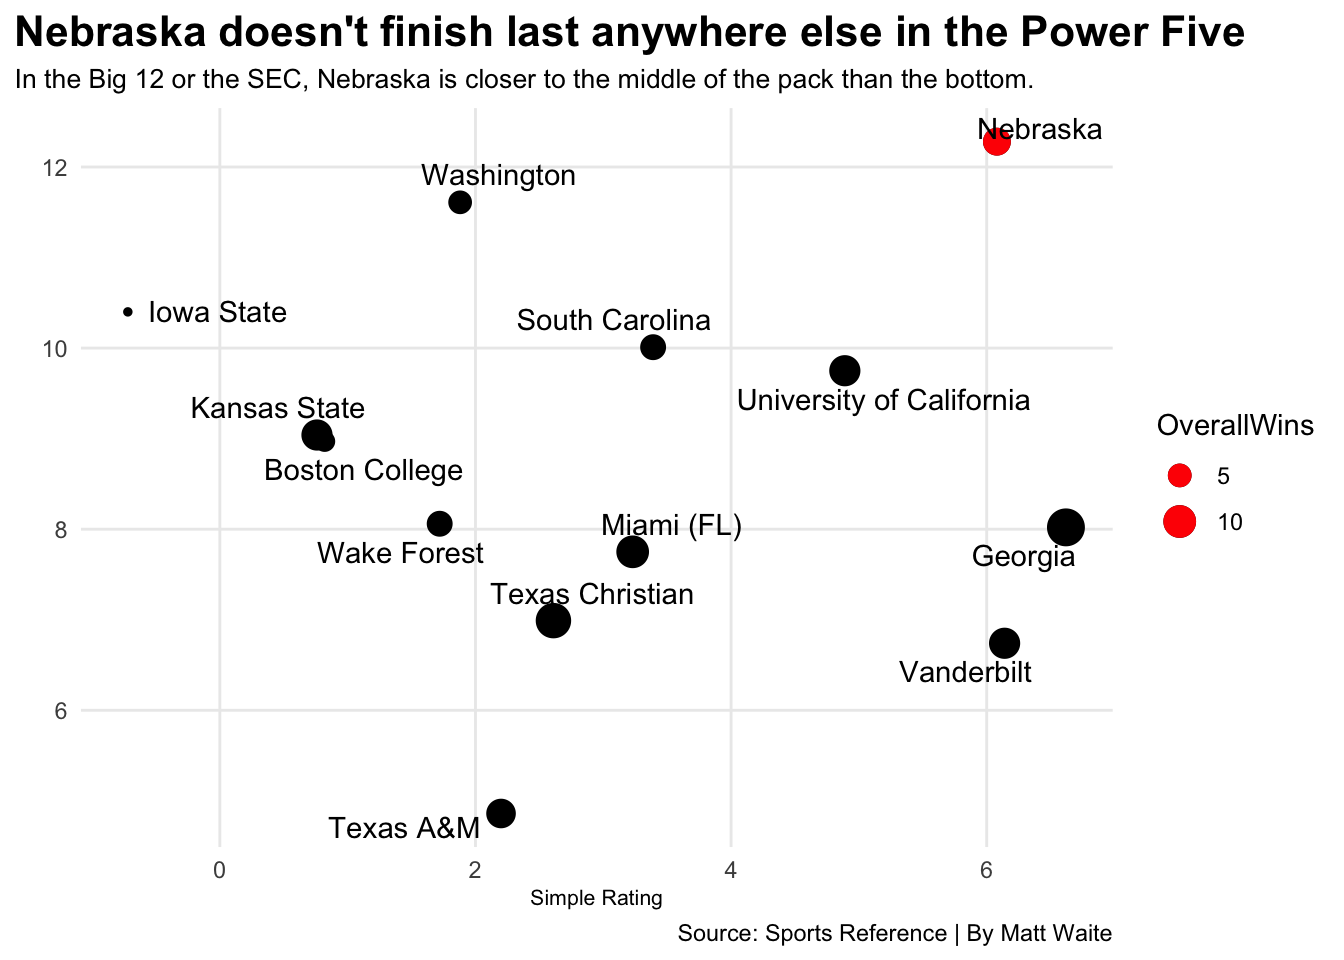 Nebraska doesn't finish last anywhere else in the Power Five
In the Big 12 or the SEC, Nebraska is closer to the middle of the pack than the bottom.
Nebraska
12
Washington
Iowa State
South Carolina
10
University of California
Kansas State
OverallWins
Boston College
5
Miami (FL)
10
8
Wake Forest
Georgia
Texas Christian
Vanderbilt
6
Texas A&M
0 2 4 6
Simple Rating
Source: Sports Reference | By Matt Waite